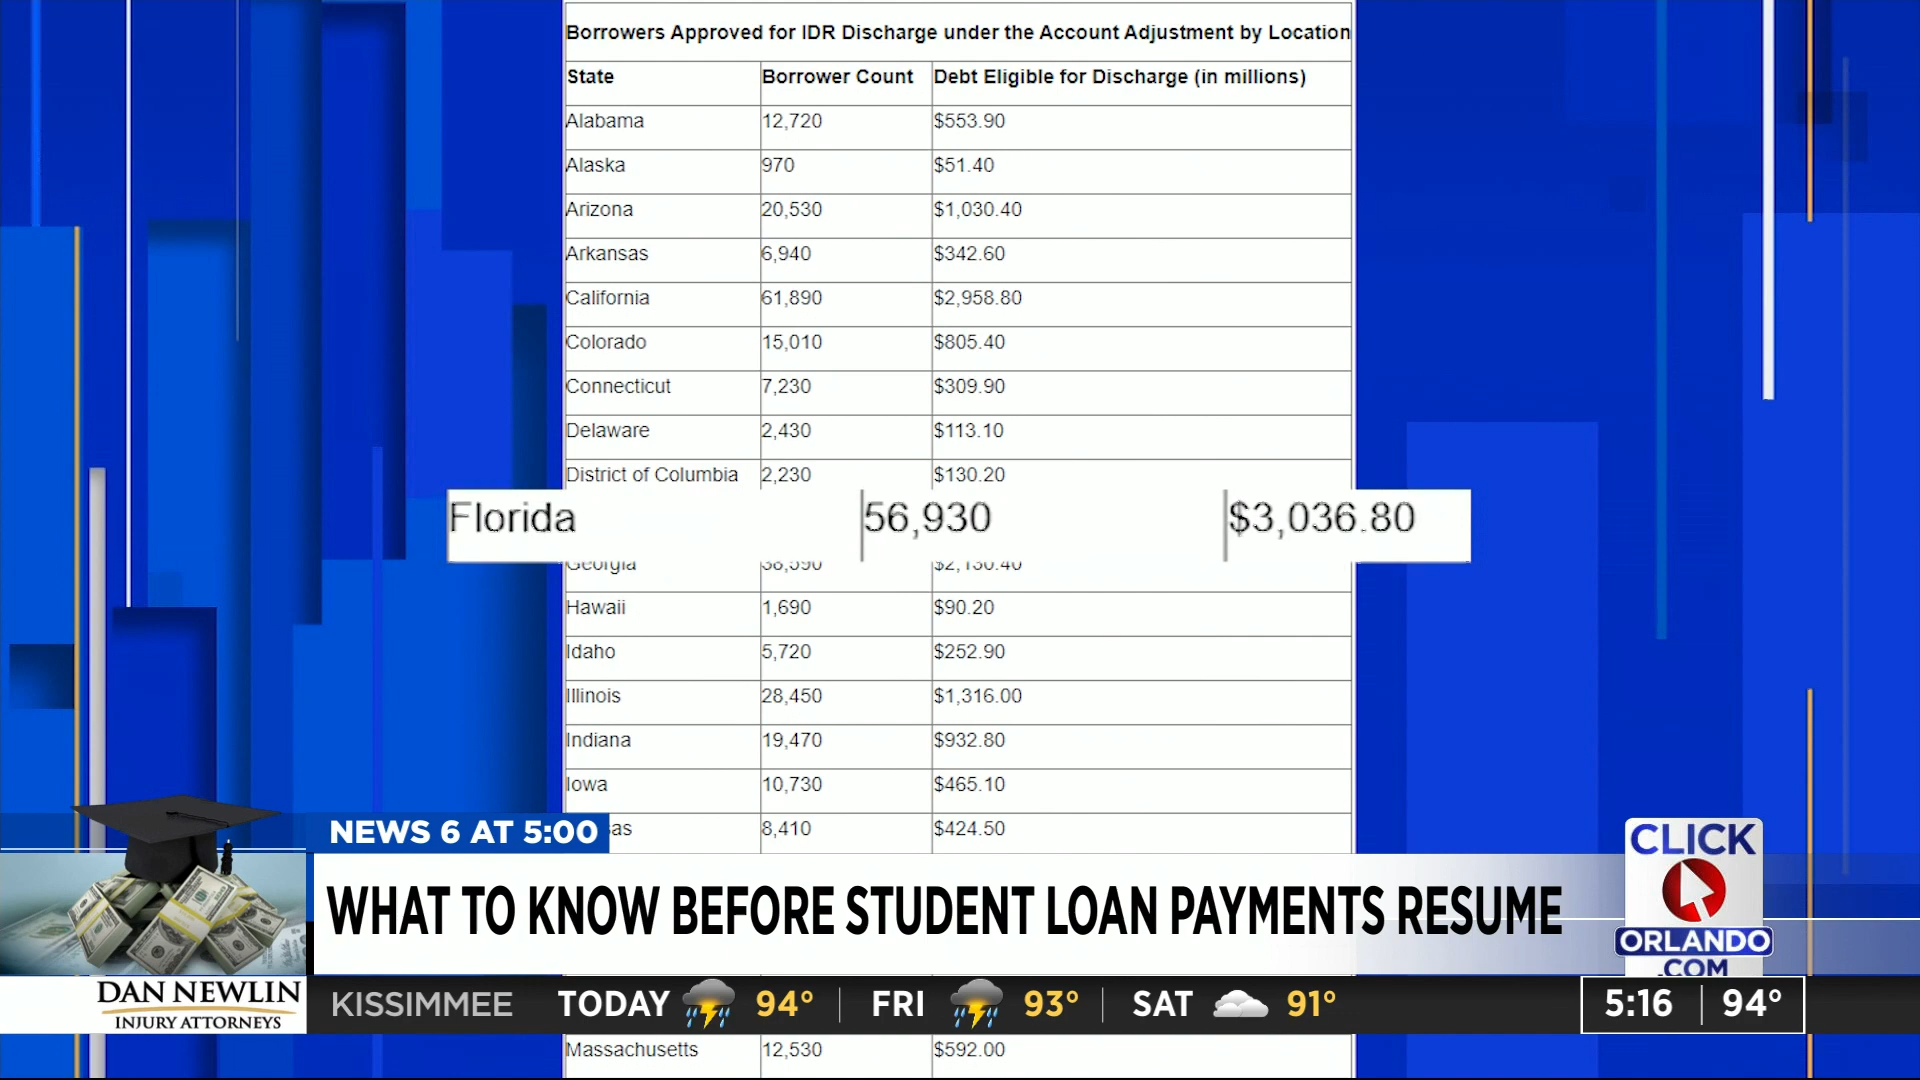 Borrowers Approved for IDR Discharge under the Account Adjustment by Location
State Borrower Count Debt Eligible for Discharge (in millions)
Alabama 12,720 $553.90
Alaska 970 $51.40
Arizona 20,530 $1,030.40
Arkansas 6,940 $342.60
California 61,890 $2,958.80
Colorado 15,010 $805.40
Connecticut 7,230 $309.90
Delaware 2,430 $113.10
District of Columbia 2,230 $130.20
Florida 56,930 $3,036.80
Georgia 38,590 $2,130.40
Hawaii 1,690 $90.20
Idaho 5,720 $252.90
Illinois 28,450 $1,316.00
Indiana 19,470 $932.80
Iowa 10,730 $465.10
as 8,410 $424.50
NEWS 6 AT 5:00
WHAT TO KNOW BEFORE STUDENT LOAN PAYMENTS RESUME
CLICK
ORLANDO
.COM
DAN NEWLIN
INJURY ATTORNEYS
KISSIMMEE TODAY 94° FRI 93° SAT 91°
5:16 94°
Massachusetts 12,530 $592.00